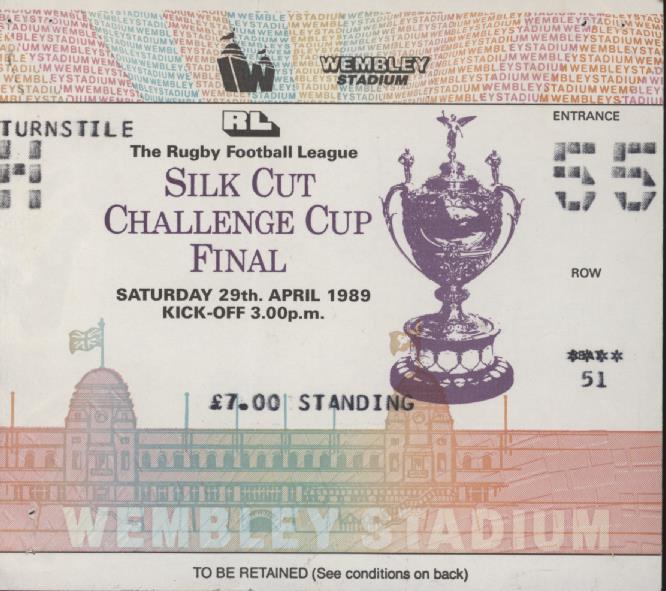 WEMBLEY
STADIUM
TURNSTILE
H
RL
The Rugby Football League
SILK CUT
CHALLENGE CUP
FINAL
SATURDAY 29th. APRIL 1989
KICK-OFF 3.00p.m.
ENTRANCE
55
ROW
51
£7.00 STANDING
WEMBLEY STADIUM
TO BE RETAINED (See conditions on back)